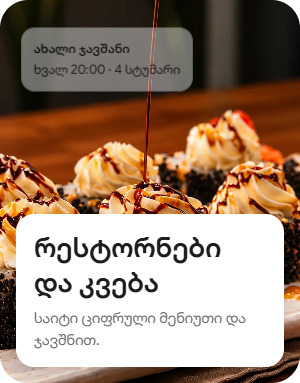 ახალი ჯავშანი
ხვალ 20:00 · 4 სტუმარი
რესტორნები
და კვება
საიტი ციფრული მენიუთი და
ჯავშნით.